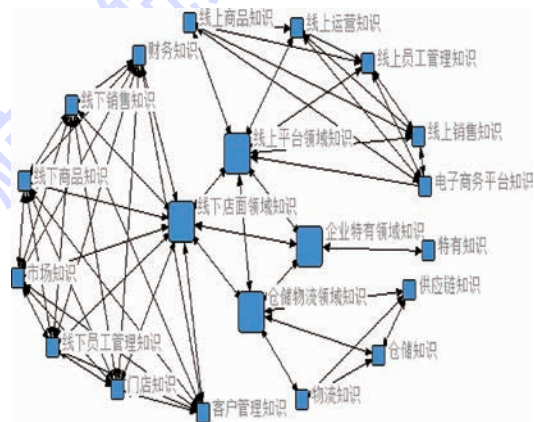 线上商品知识
线上运营知识
财务知识
线上员工管理知识
线下销售知识
线上销售知识
线上平台领域知识
线下商品知识
电子商务平台知识
线下店面领域知识
企业特有领域知识
特有知识
市场知识
仓储物流领域知识
供应链知识
线下员工管理知识
仓储知识
门店知识
物流知识
客户管理知识